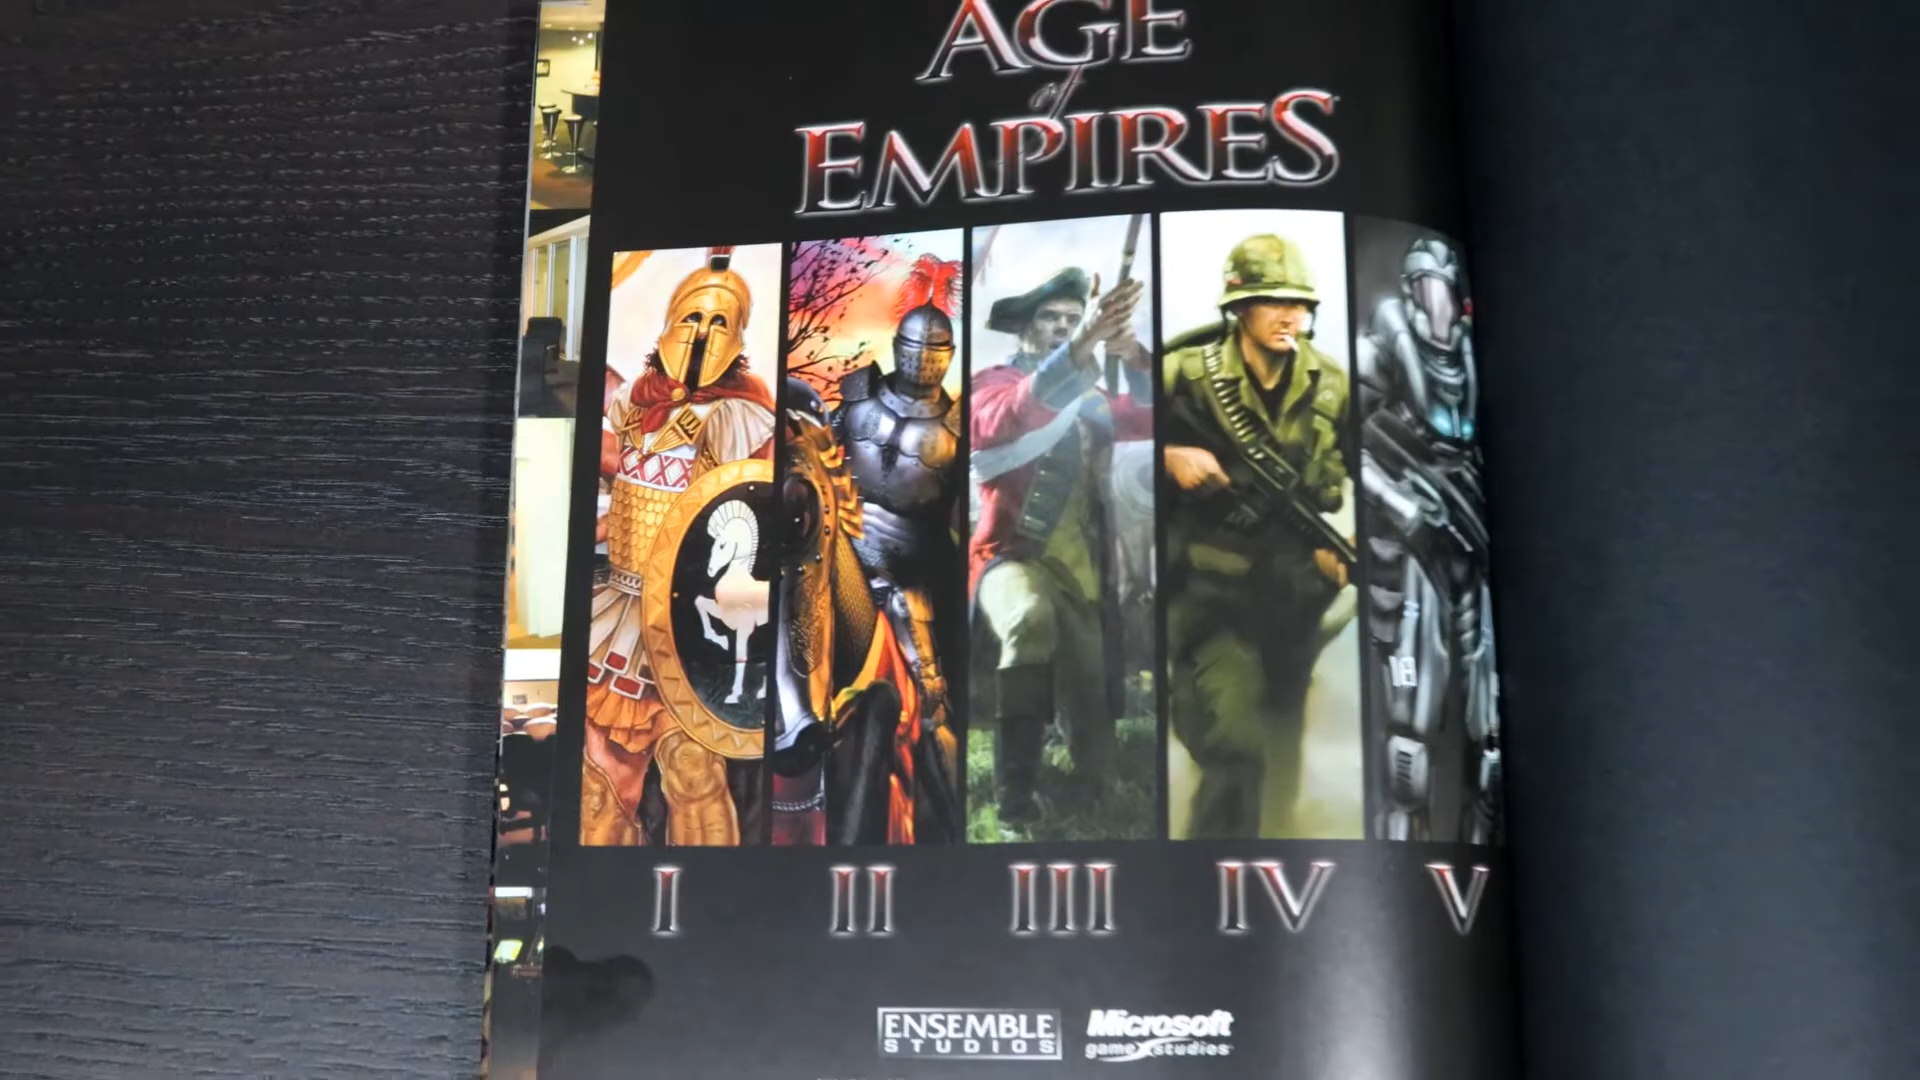 AGE
of
EMPIRES
I II III IV V
ENSEMBLE
STUDIOS
Microsoft
game studios